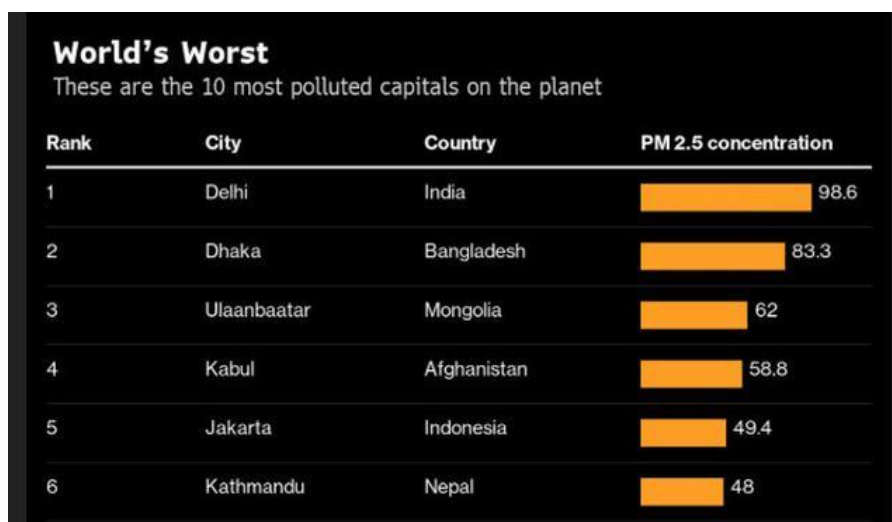 World's Worst
These are the 10 most polluted capitals on the planet
Rank City Country PM 2.5 concentration
1 Delhi India 98.6
2 Dhaka Bangladesh 83.3
3 Ulaanbaatar Mongolia 62
4 Kabul Afghanistan 58.8
5 Jakarta Indonesia 49.4
6 Kathmandu Nepal 48